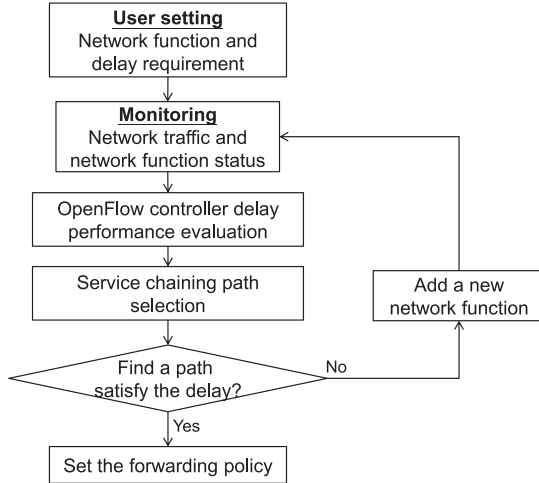 User setting
Network function and
delay requirement
Monitoring
Network traffic and
network function status
OpenFlow controller delay
performance evaluation
Service chaining path
selection
Add a new
network function
Find a path
satisfy the delay?
No
Yes
Set the forwarding policy